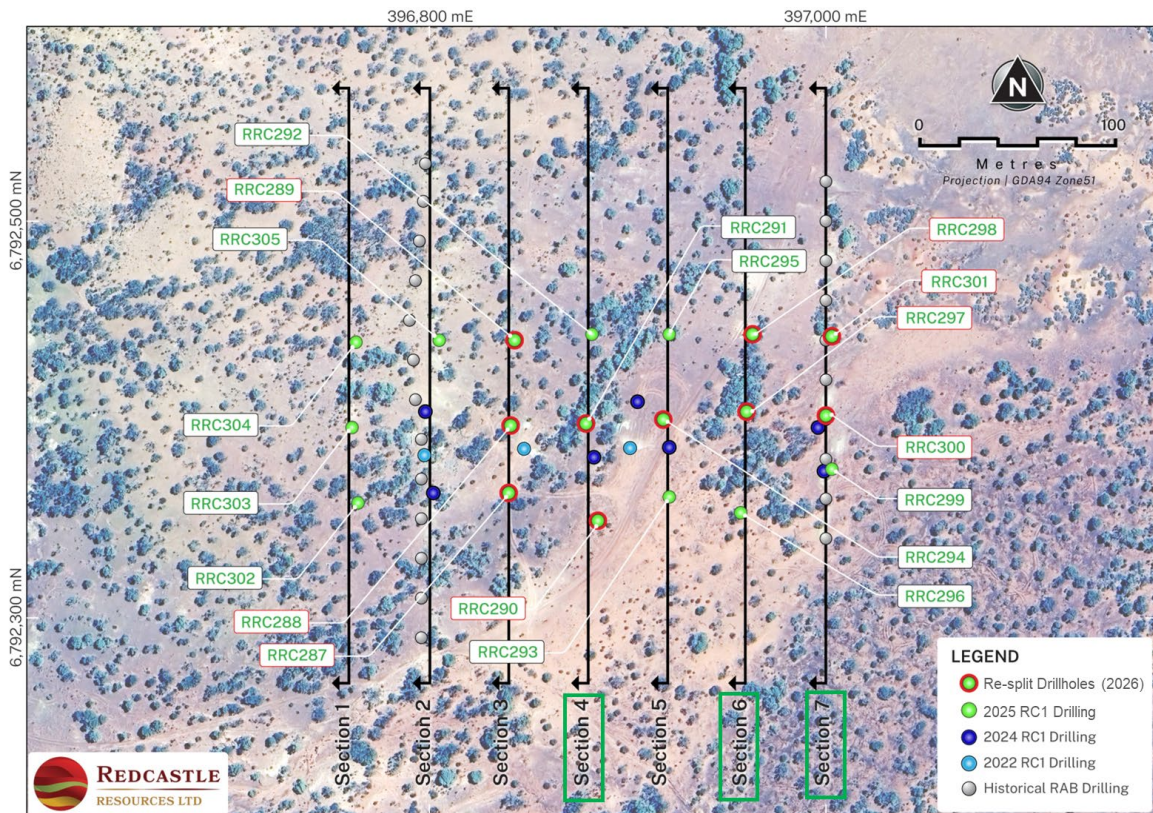 396,800 mE
397,000 mE
N
0
100
Metres
Projection | GDA94 Zone51
6,792,500 mN
6,792,300 mN
RRC292
RRC289
RRC305
RRC291
RRC295
RRC298
RRC301
RRC297
RRC304
RRC303
RRC302
RRC288
RRC287
RRC290
RRC293
RRC300
RRC299
RRC294
RRC296
Section 1
Section 2
Section 3
Section 4
Section 5
Section 6
Section 7
LEGEND
Re-split Drillholes (2026)
2025 RC1 Drilling
2024 RC1 Drilling
2022 RC1 Drilling
Historical RAB Drilling
REDCASTLE
RESOURCES LTD